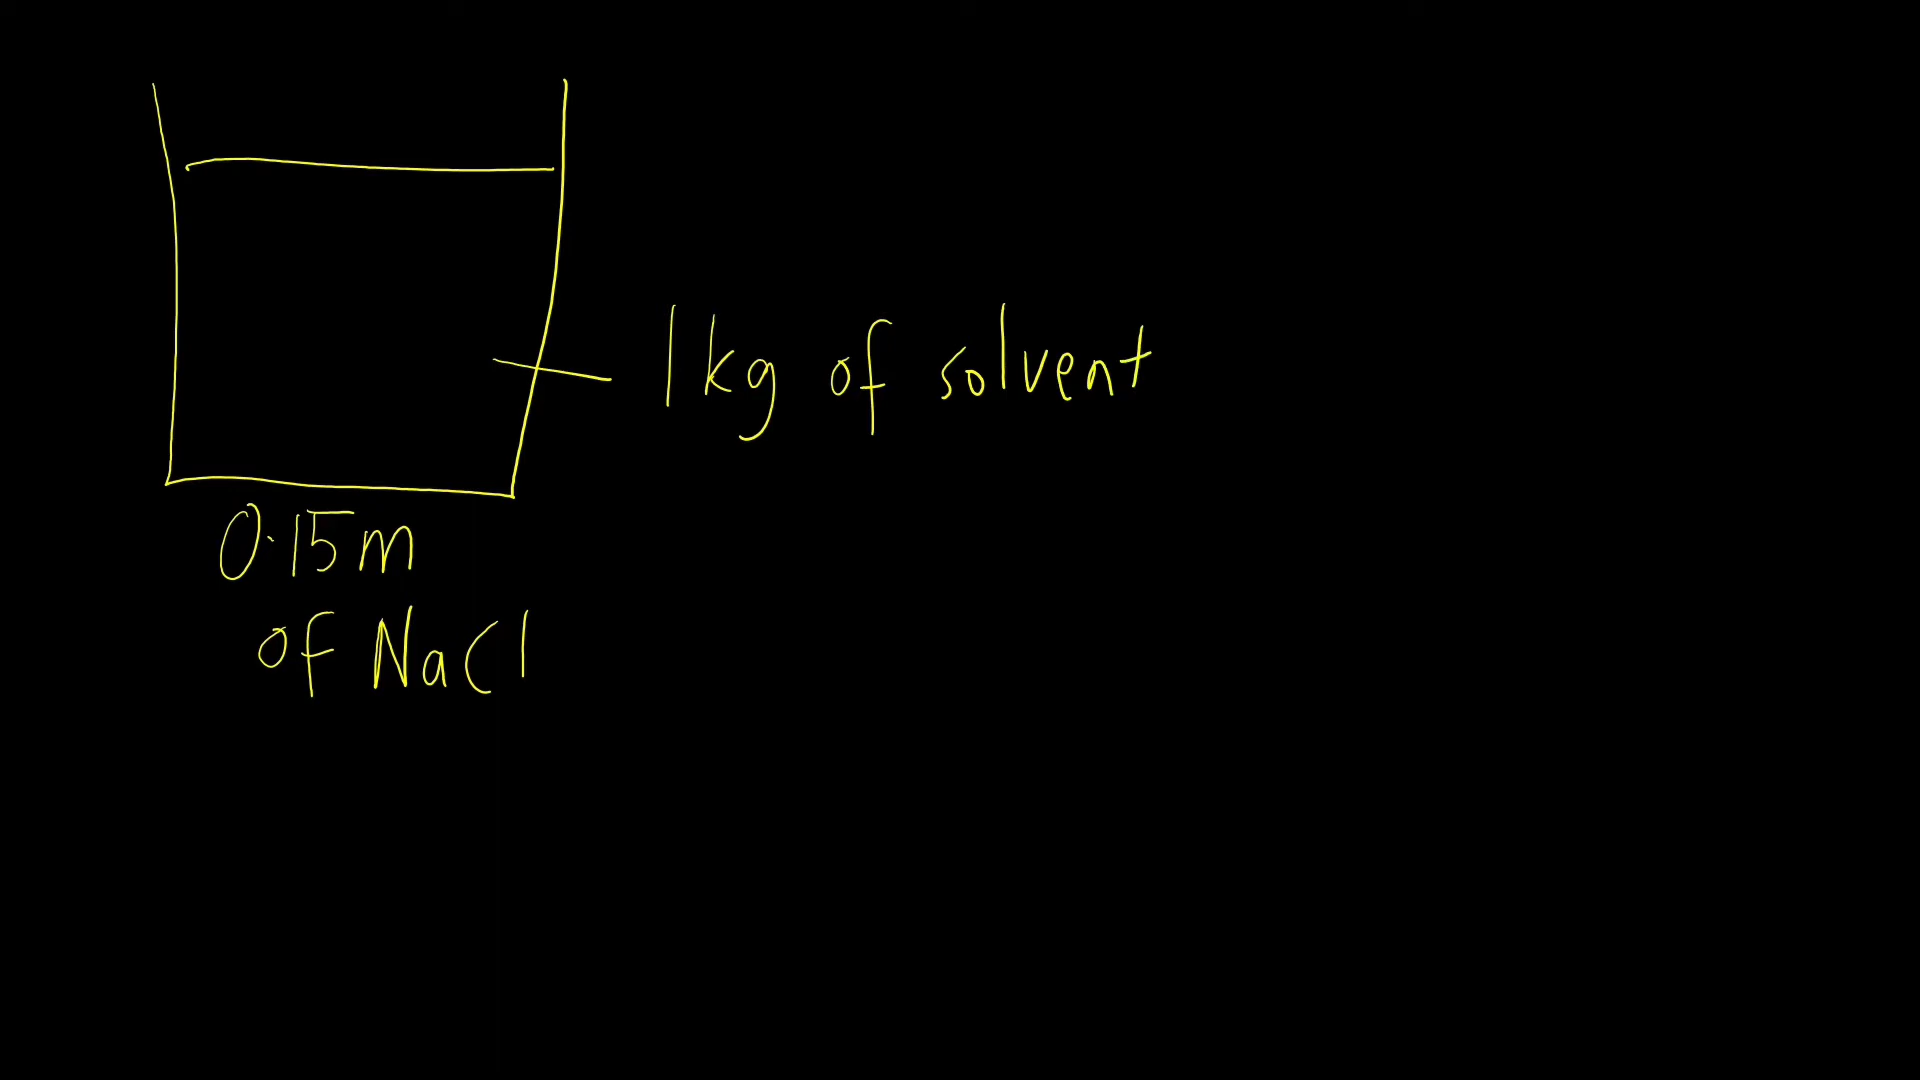 1kg of solvent
0.15m
of NaCl